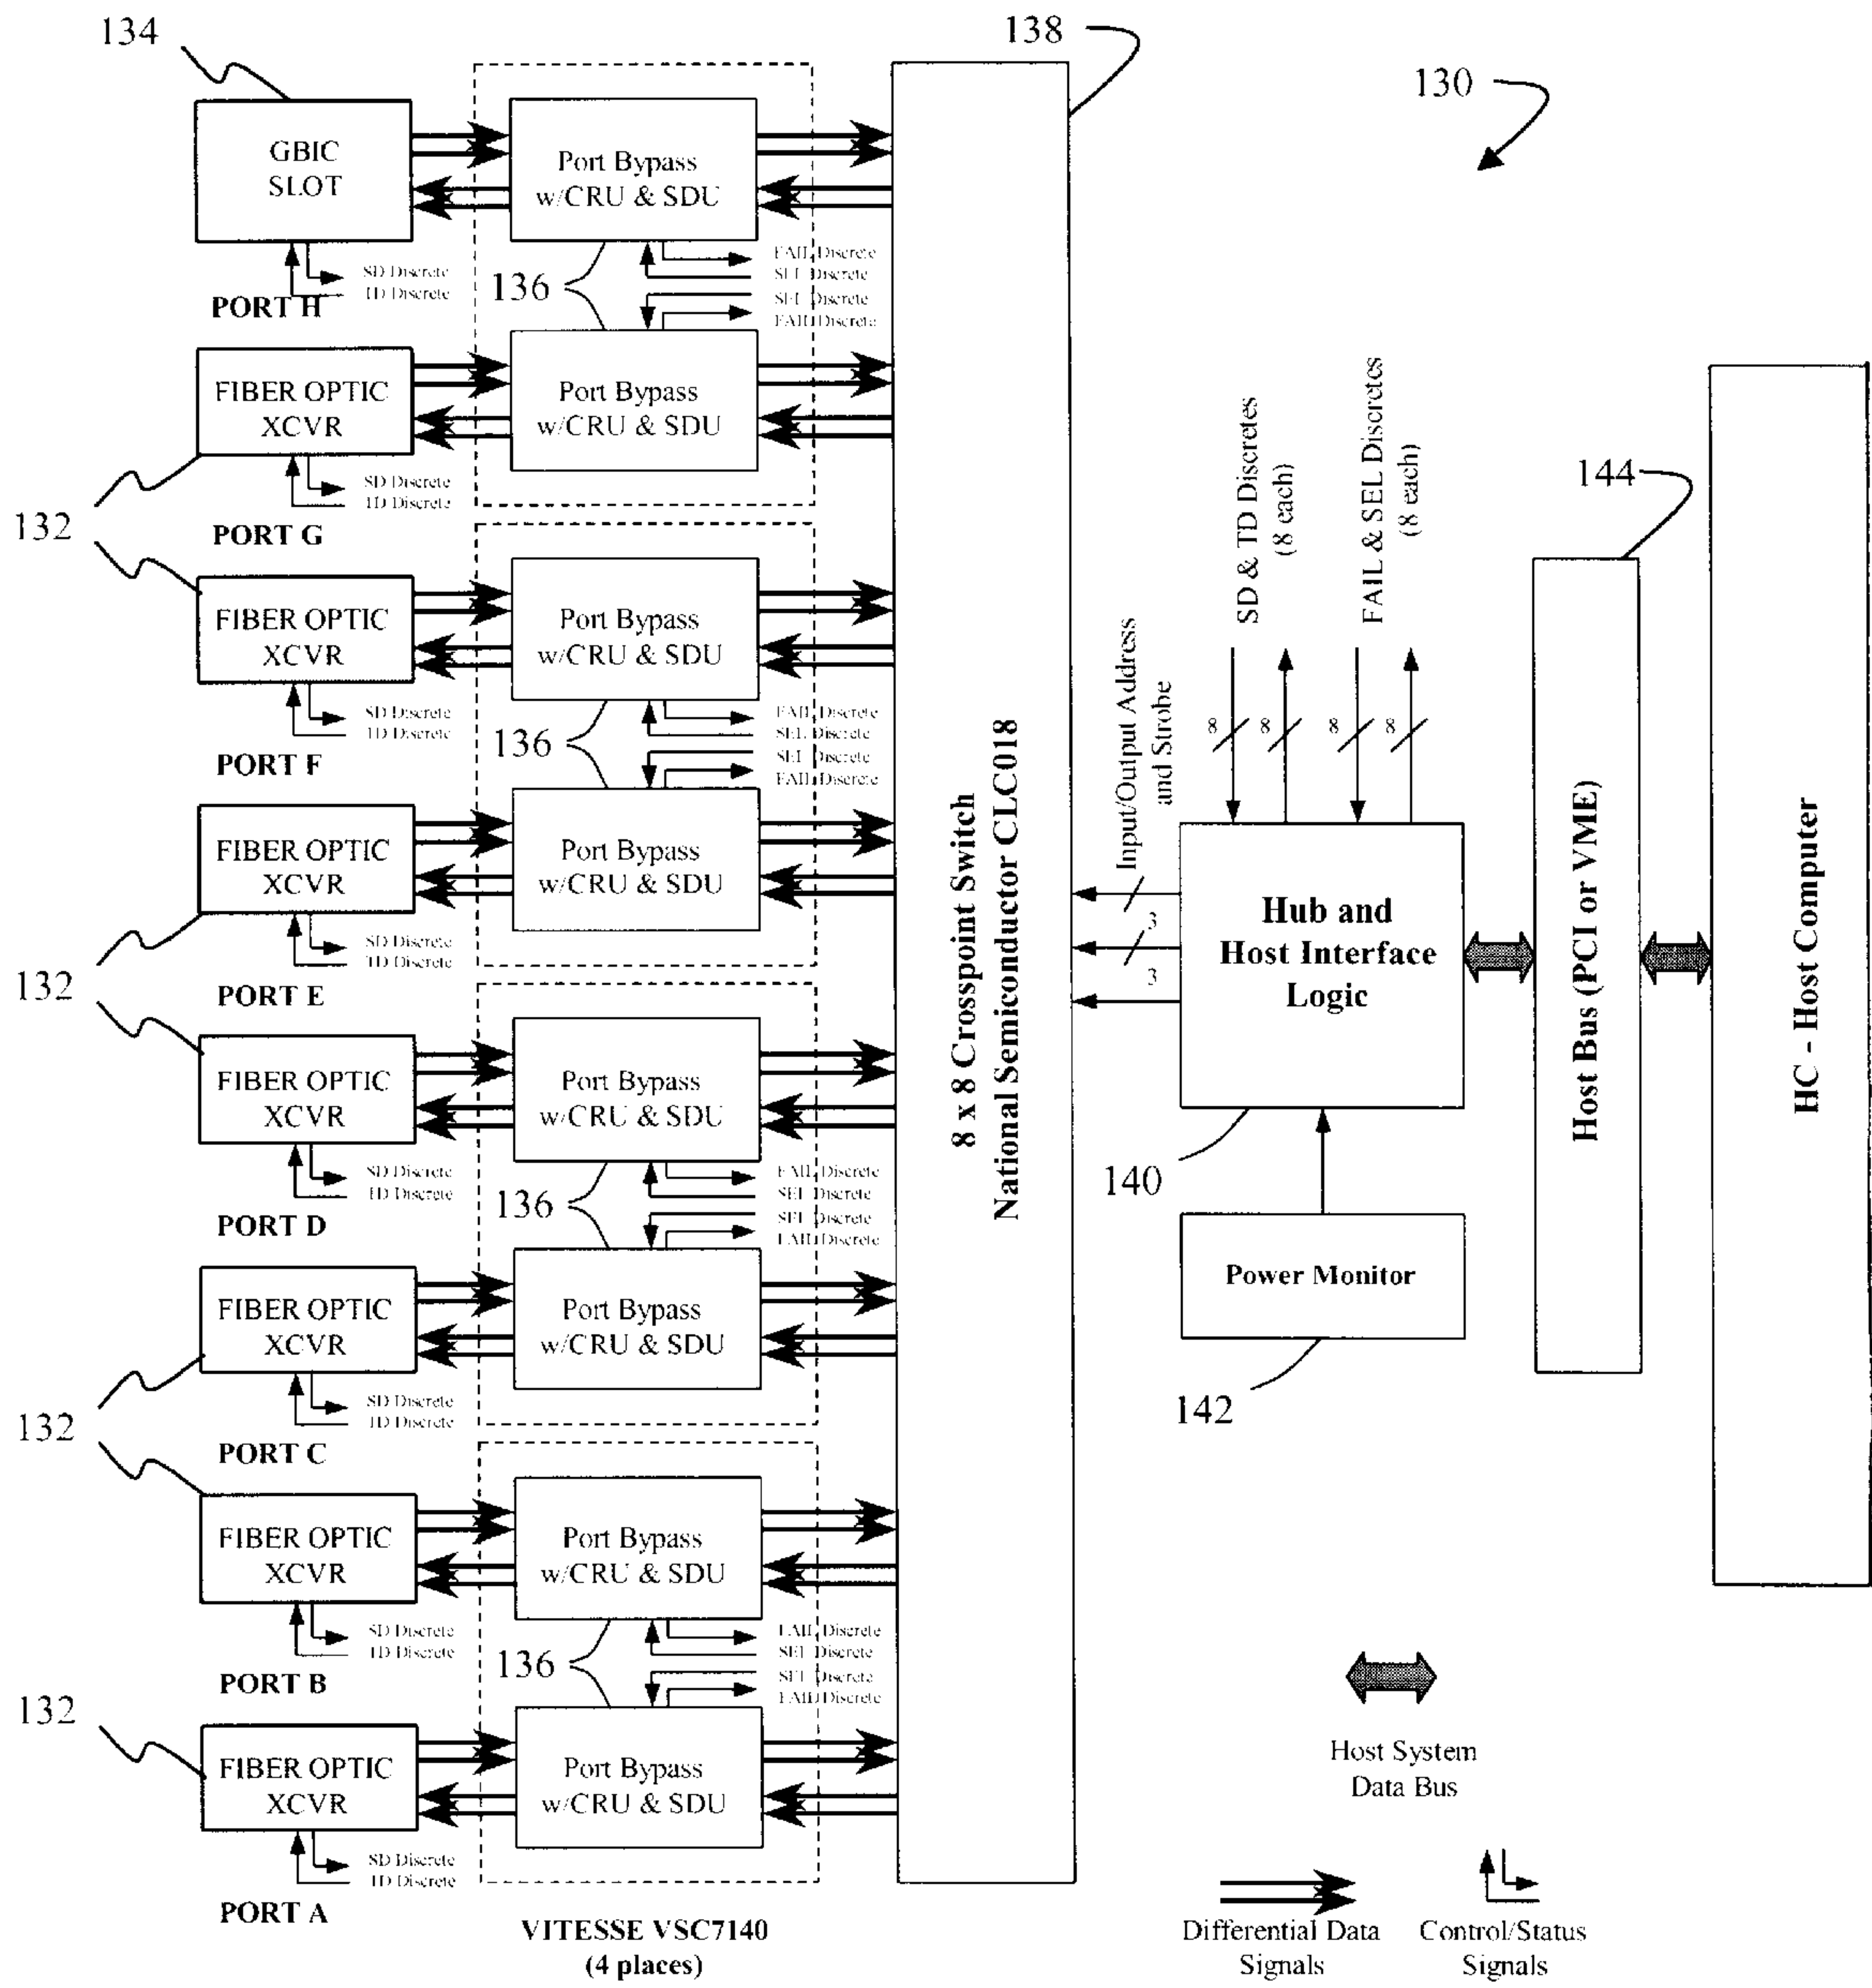 134
138
130
GBIC
SLOT
Port Bypass
w/CRU & SDU
SD Discrete
TD Discrete
FAIL Discrete
SEL Discrete
136
SEL Discrete
FAIL Discrete
PORT H
FIBER OPTIC
XCVR
Port Bypass
w/CRU & SDU
SD Discrete
TD Discrete
132
PORT G
FIBER OPTIC
XCVR
Port Bypass
w/CRU & SDU
SD Discrete
TD Discrete
FAIL Discrete
SEL Discrete
136
SEL Discrete
FAIL Discrete
PORT F
FIBER OPTIC
XCVR
Port Bypass
w/CRU & SDU
SD Discrete
TD Discrete
132
PORT E
FIBER OPTIC
XCVR
Port Bypass
w/CRU & SDU
SD Discrete
TD Discrete
FAIL Discrete
SEL Discrete
136
SEL Discrete
FAIL Discrete
PORT D
FIBER OPTIC
XCVR
Port Bypass
w/CRU & SDU
SD Discrete
TD Discrete
132
PORT C
FIBER OPTIC
XCVR
Port Bypass
w/CRU & SDU
SD Discrete
TD Discrete
FAIL Discrete
SEL Discrete
136
SEL Discrete
FAIL Discrete
PORT B
132
FIBER OPTIC
XCVR
Port Bypass
w/CRU & SDU
SD Discrete
TD Discrete
PORT A
VITESSE VSC7140
(4 places)
8 x 8 Crosspoint Switch
National Semiconductor CLC018
Input/Output Address
and Strobe
3
3
SD & TD Discretes
(8 each)
FAIL & SEL Discretes
(8 each)
8
8
8
8
Hub and
Host Interface
Logic
140
Power Monitor
142
144
Host Bus (PCI or VME)
HC - Host Computer
Host System
Data Bus
Differential Data
Signals
Control/Status
Signals